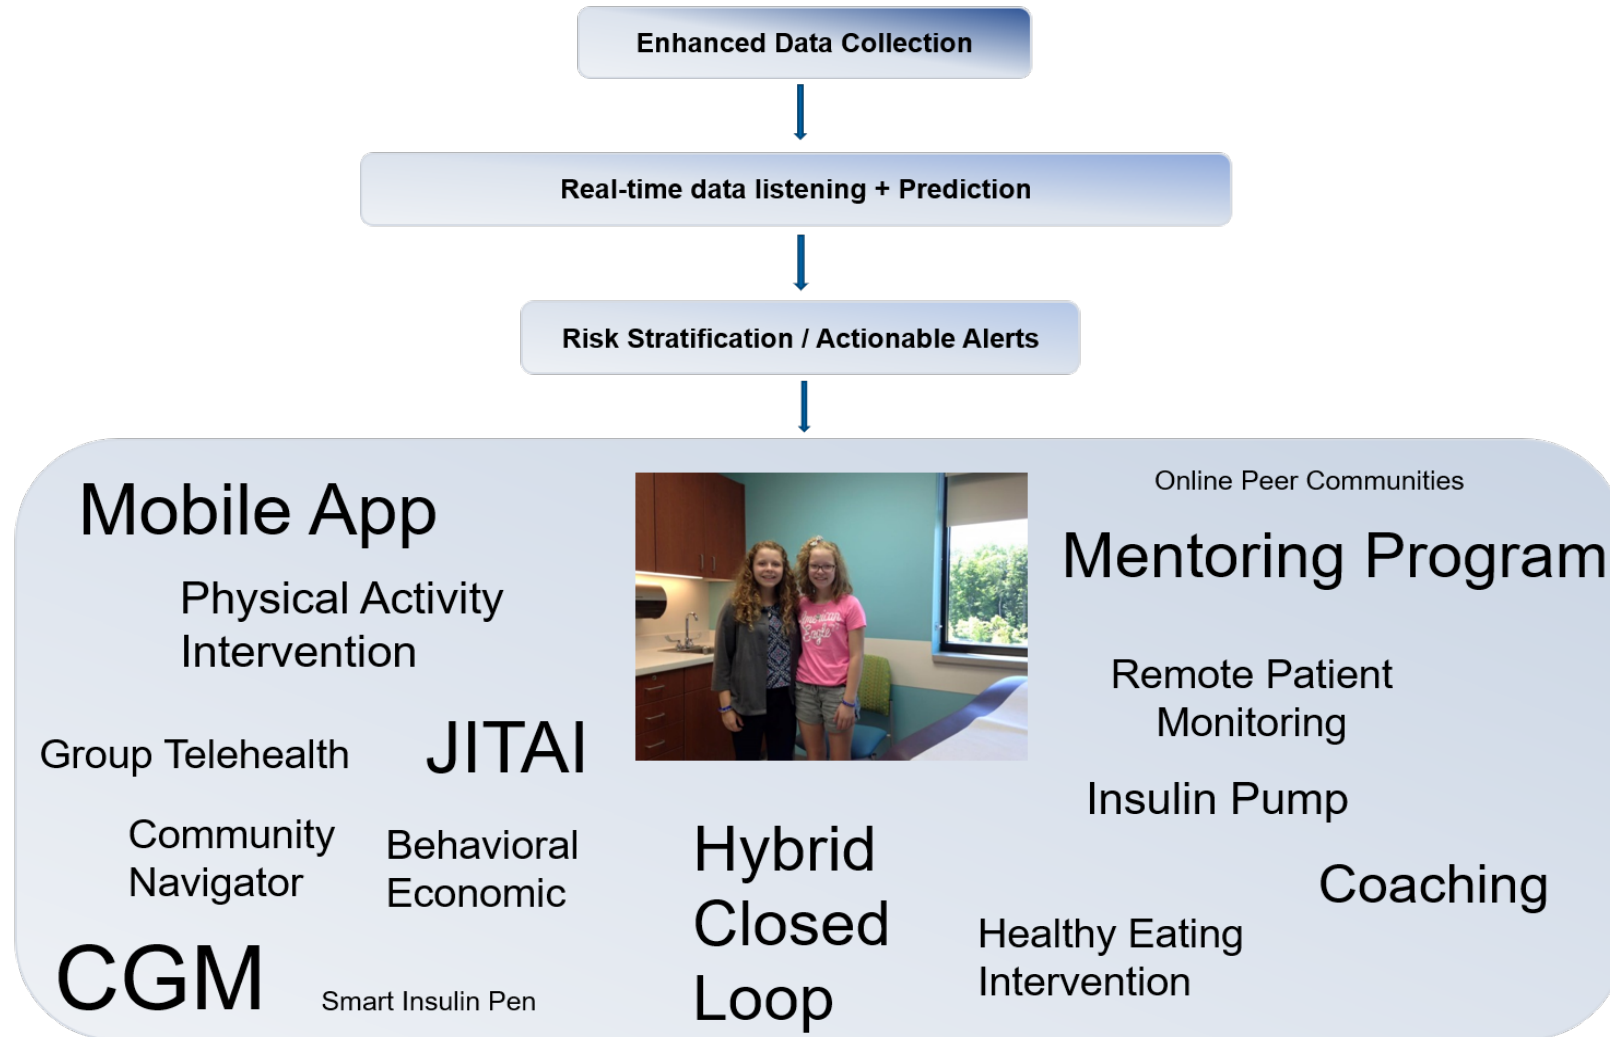 Enhanced Data Collection
Real-time data listening + Prediction
Risk Stratification / Actionable Alerts
Mobile App
Physical Activity
Intervention
Group Telehealth
JITAI
Community
Navigator
Behavioral
Economic
CGM
Smart Insulin Pen
American
Eagle
Hybrid
Closed
Loop
Online Peer Communities
Mentoring Program
Remote Patient
Monitoring
Insulin Pump
Coaching
Healthy Eating
Intervention